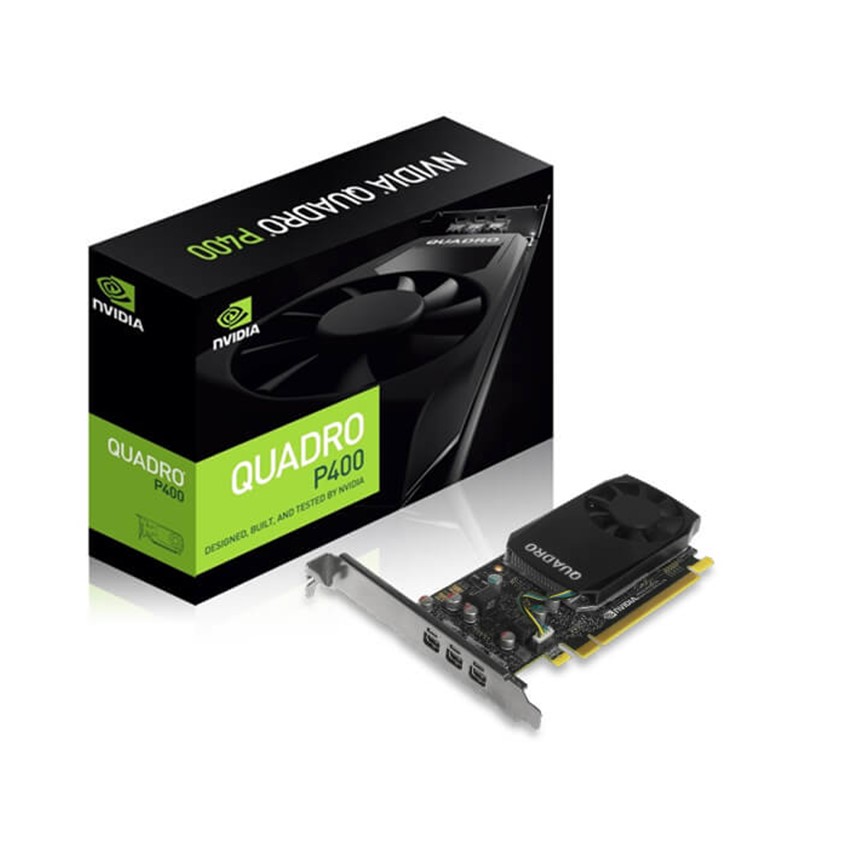 NVIDIA QUADRO P400
QUADRO
NVIDIA
NVIDIA
QUADRO
P400
QUADRO
P400
DESIGNED, BUILT, AND TESTED BY NVIDIA
QUADRO
NVIDIA